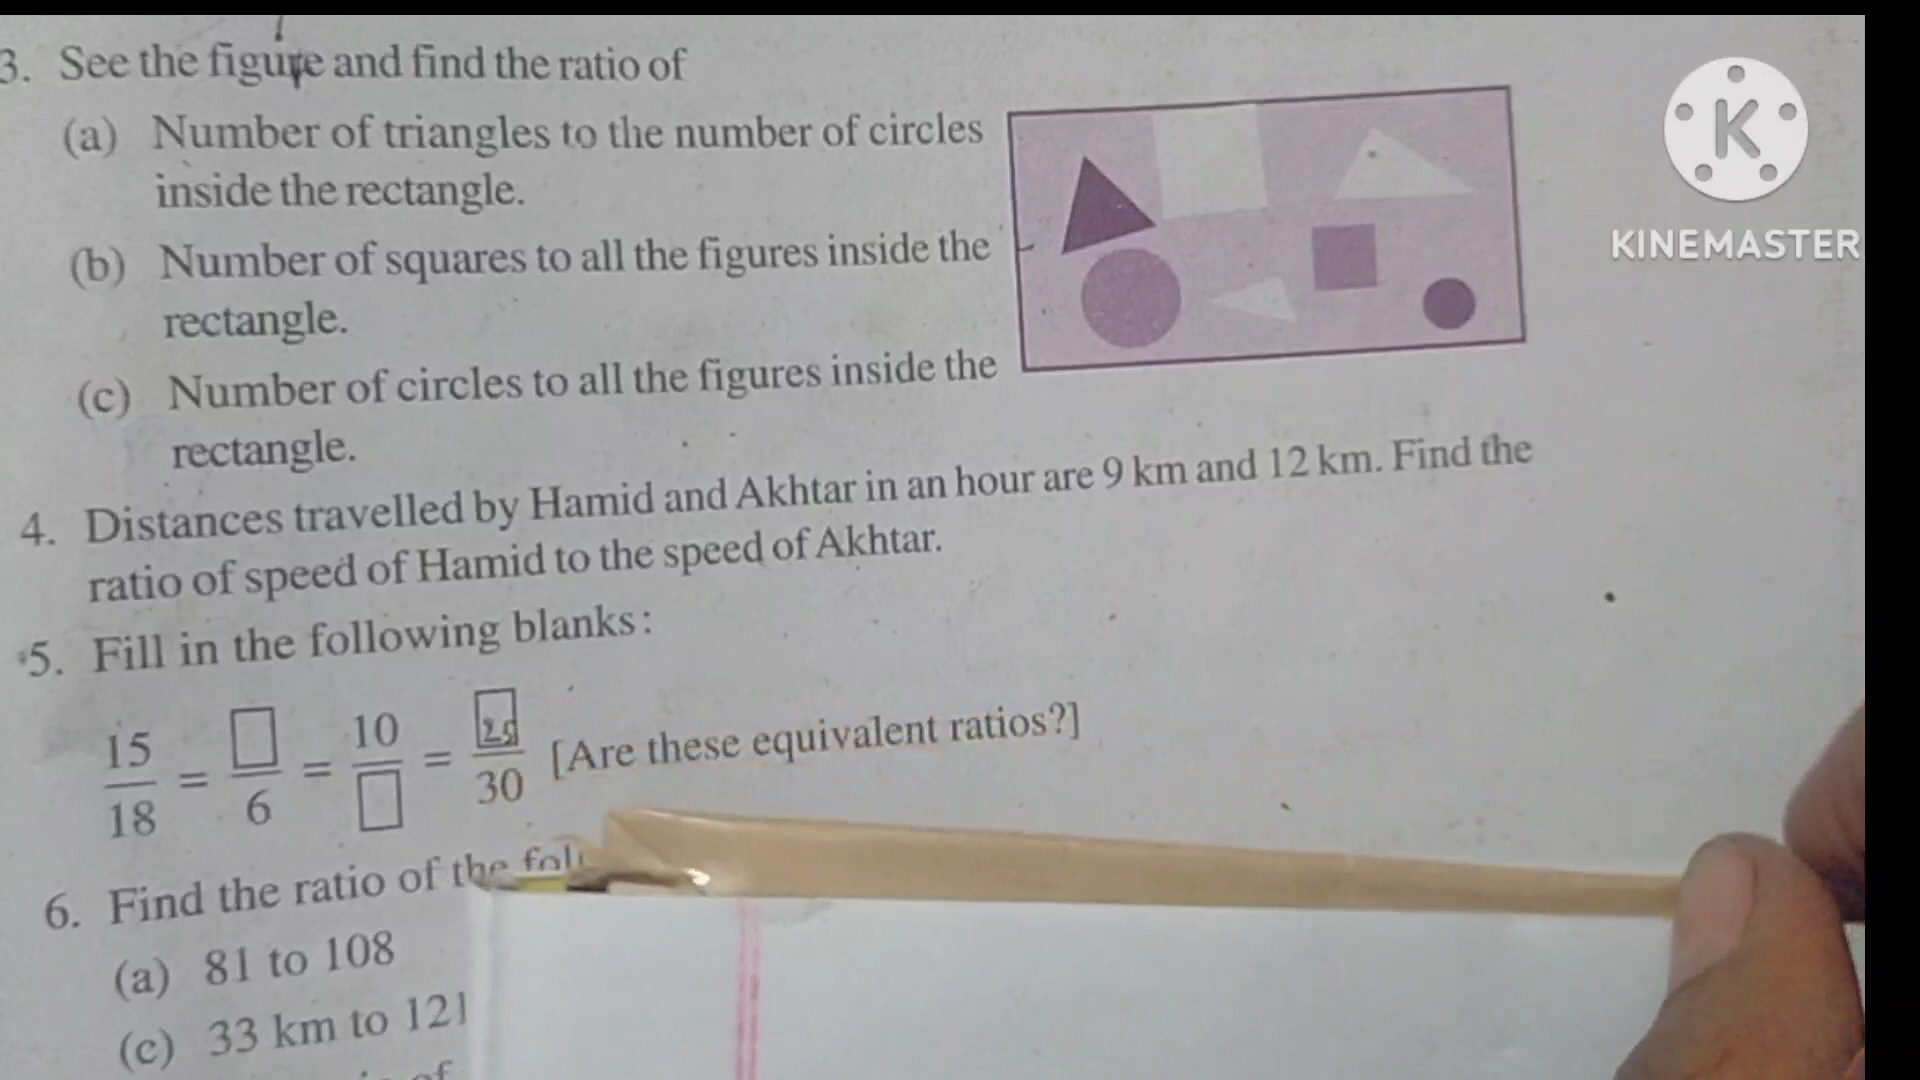 3. See the figure and find the ratio of
(a) Number of triangles to the number of circles
inside the rectangle.
(b) Number of squares to all the figures inside the
rectangle.
(c) Number of circles to all the figures inside the
rectangle.
4. Distances travelled by Hamid and Akhtar in an hour are 9 km and 12 km. Find the
ratio of speed of Hamid to the speed of Akhtar.
5. Fill in the following blanks:
15/18 = □/6 = 10/□ = 25/30 [Are these equivalent ratios?]
6. Find the ratio of the
(a) 81 to 108
(c) 33 km to 121
of
K
KINEMASTER